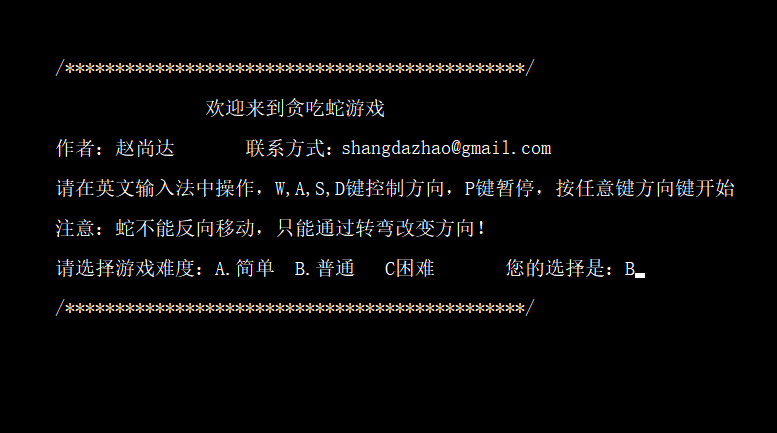 /**********************************************/
欢迎来到贪吃蛇游戏
作者：赵尚达 联系方式：shangdazhao@gmail.com
请在英文输入法中操作，W,A,S,D键控制方向，P键暂停，按任意键方向键开始
注意：蛇不能反向移动，只能通过转弯改变方向！
请选择游戏难度：A.简单 B.普通 C困难 您的选择是：B
/**********************************************/